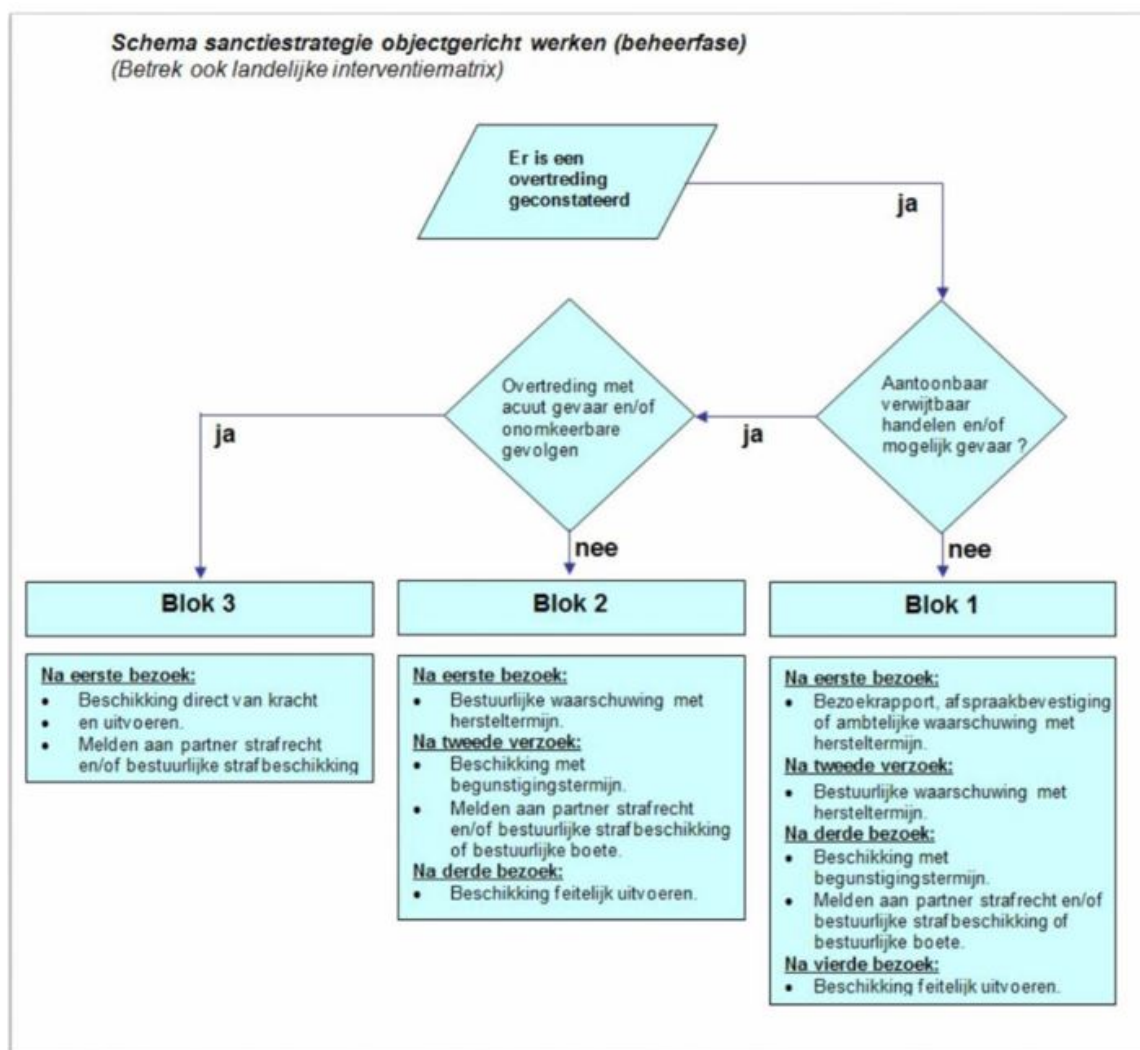 Schema sanctiestrategie objectgericht werken (beheerfase)
(Betrek ook landelijke interventiematrix)
Er is een
overtreding
geconstateerd
ja
Aantoonbaar
verwijtbaar
handelen en/of
mogelijk gevaar ?
ja
Overtreding met
acuut gevaar en/of
onomkeerbare
gevolgen
ja
nee
nee
Blok 3
Na eerste bezoek:
• Beschikking direct van kracht
• en uitvoeren.
• Melden aan partner strafrecht
en/of bestuurlijke strafbeschikking
Blok 2
Na eerste bezoek:
• Bestuurlijke waarschuwing met
hersteltermijn.
Na tweede verzoek:
• Beschikking met
begunstigingstermijn.
• Melden aan partner strafrecht
en/of bestuurlijke strafbeschikking
of bestuurlijke boete.
Na derde bezoek:
• Beschikking feitelijk uitvoeren.
Blok 1
Na eerste bezoek:
• Bezoekrapport, afspraakbevestiging
of ambtelijke waarschuwing met
hersteltermijn.
Na tweede verzoek:
• Bestuurlijke waarschuwing met
hersteltermijn.
Na derde bezoek:
• Beschikking met
begunstigingstermijn.
• Melden aan partner strafrecht en/of
bestuurlijke strafbeschikking of
bestuurlijke boete.
Na vierde bezoek:
• Beschikking feitelijk uitvoeren.